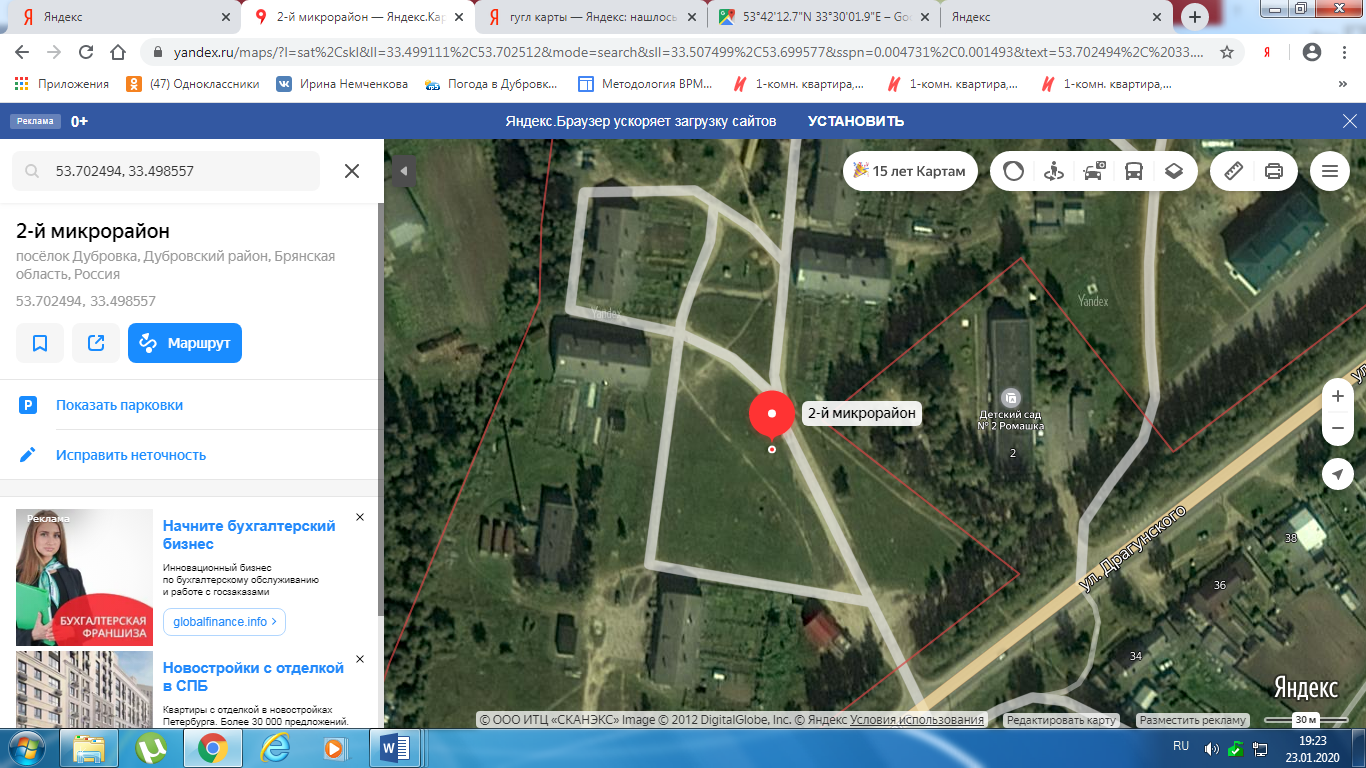 Яндекс
2-й микрорайон — Яндекс.Кар
гугл карты — Яндекс: нашлось
53°42'12.7"N 33°30'01.9"E – Goo
Яндекс
yandex.ru/maps/?l=sat%2Cskl&ll=33.499111%2C53.702512&mode=search&sll=33.507499%2C53.699577&sspn=0.004731%2C0.001493&text=53.702494%2C%2033....
Приложения
(47) Одноклассники
Ирина Немченкова
Погода в Дубровк...
Методология ВРМ...
1-комн. квартира,...
1-комн. квартира,...
1-комн. квартира,...
Реклама
0+
Яндекс.Браузер ускоряет загрузку сайтов
УСТАНОВИТЬ
53.702494, 33.498557
15 лет Картам
2-й микрорайон
посёлок Дубровка, Дубровский район, Брянская
область, Россия
53.702494, 33.498557
Маршрут
Показать парковки
Исправить неточность
Реклама
БУХГАЛТЕРСКАЯ
ФРАНШИЗА
Начните бухгалтерский
бизнес
Инновационный бизнес
по бухгалтерскому обслуживанию
и работе с госзаказами
globalfinance.info
Новостройки с отделкой
в СПБ
Квартиры с отделкой в новостройках
Петербурга. Более 30 000 предложений.
Yandex
Yandex
2-й микрорайон
Детский сад
№ 2 Ромашка
2
ул. Драгунского
ул.
38
36
34
Яндекс
© ООО ИТЦ «СКАНЭКС» Image © 2012 DigitalGlobe, Inc. © Яндекс Условия использования
Редактировать карту
Разместить рекламу
30 м
RU
19:23
23.01.2020